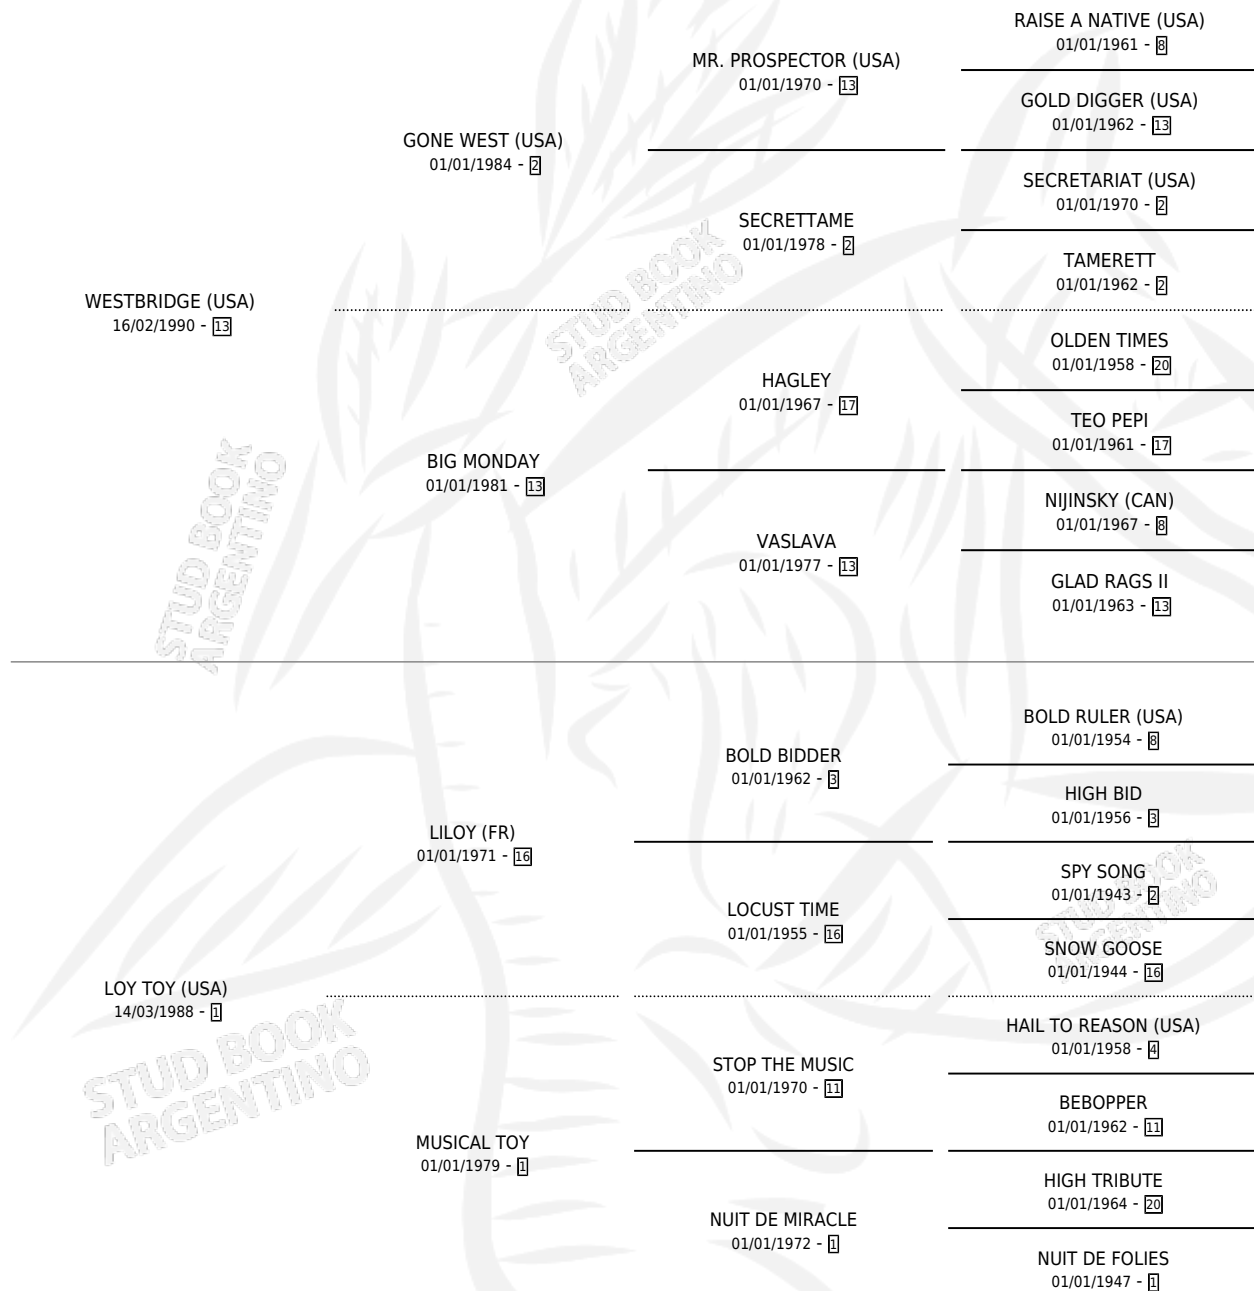 RAISE A NATIVE (USA)
01/01/1961 - 8
MR. PROSPECTOR (USA)
01/01/1970 - 13
GOLD DIGGER (USA)
01/01/1962 - 13
GONE WEST (USA)
01/01/1984 - 2
SECRETARIAT (USA)
01/01/1970 - 2
SECRETTAME
01/01/1978 - 2
TAMERETT
01/01/1962 - 2
WESTBRIDGE (USA)
16/02/1990 - 13
STUD BOOK
ARGENTINO
OLDEN TIMES
01/01/1958 - 20
HAGLEY
01/01/1967 - 17
TEO PEPI
01/01/1961 - 17
BIG MONDAY
01/01/1981 - 13
STUD BOOK
ARGENTINO
NIJINSKY (CAN)
01/01/1967 - 8
VASLAVA
01/01/1977 - 13
GLAD RAGS II
01/01/1963 - 13
BOLD RULER (USA)
01/01/1954 - 8
BOLD BIDDER
01/01/1962 - 3
HIGH BID
01/01/1956 - 3
LILOY (FR)
01/01/1971 - 16
SPY SONG
01/01/1943 - 2
STUD BOOK
ARGENTINO
LOCUST TIME
01/01/1955 - 16
SNOW GOOSE
01/01/1944 - 16
LOY TOY (USA)
14/03/1988 - 1
STUD BOOK
ARGENTINO
HAIL TO REASON (USA)
01/01/1958 - 4
STOP THE MUSIC
01/01/1970 - 11
BEBOPPER
01/01/1962 - 11
MUSICAL TOY
01/01/1979 - 1
HIGH TRIBUTE
01/01/1964 - 20
NUIT DE MIRACLE
01/01/1972 - 1
NUIT DE FOLIES
01/01/1947 - 1